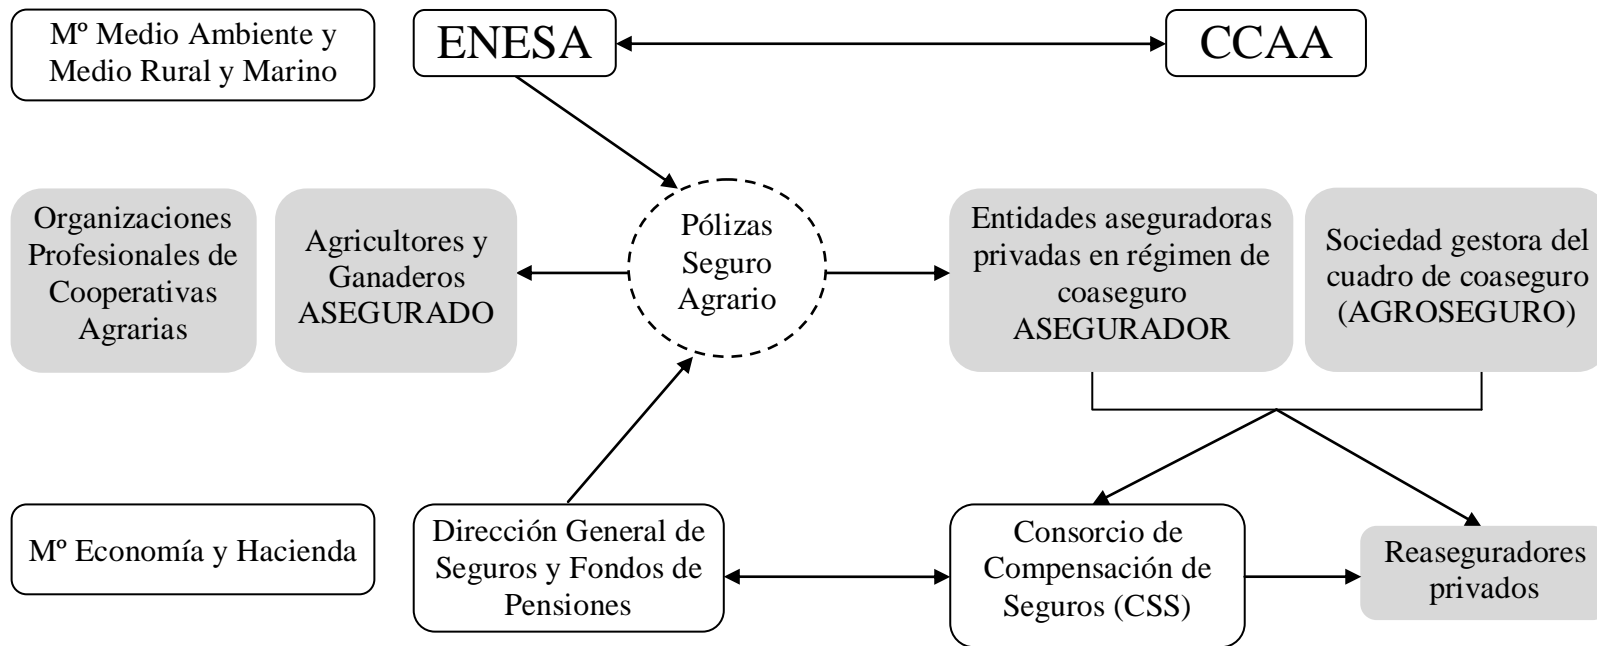 Mº Medio Ambiente y
Medio Rural y Marino
ENESA
CCAA
Organizaciones
Profesionales de
Cooperativas
Agrarias
Agricultores y
Ganaderos
ASEGURADO
Pólizas
Seguro
Agrario
Entidades aseguradoras
privadas en régimen de
coaseguro
ASEGURADOR
Sociedad gestora del
cuadro de coaseguro
(AGROSEGURO)
Mº Economía y Hacienda
Dirección General de
Seguros y Fondos de
Pensiones
Consorcio de
Compensación de
Seguros (CSS)
Reaseguradores
privados